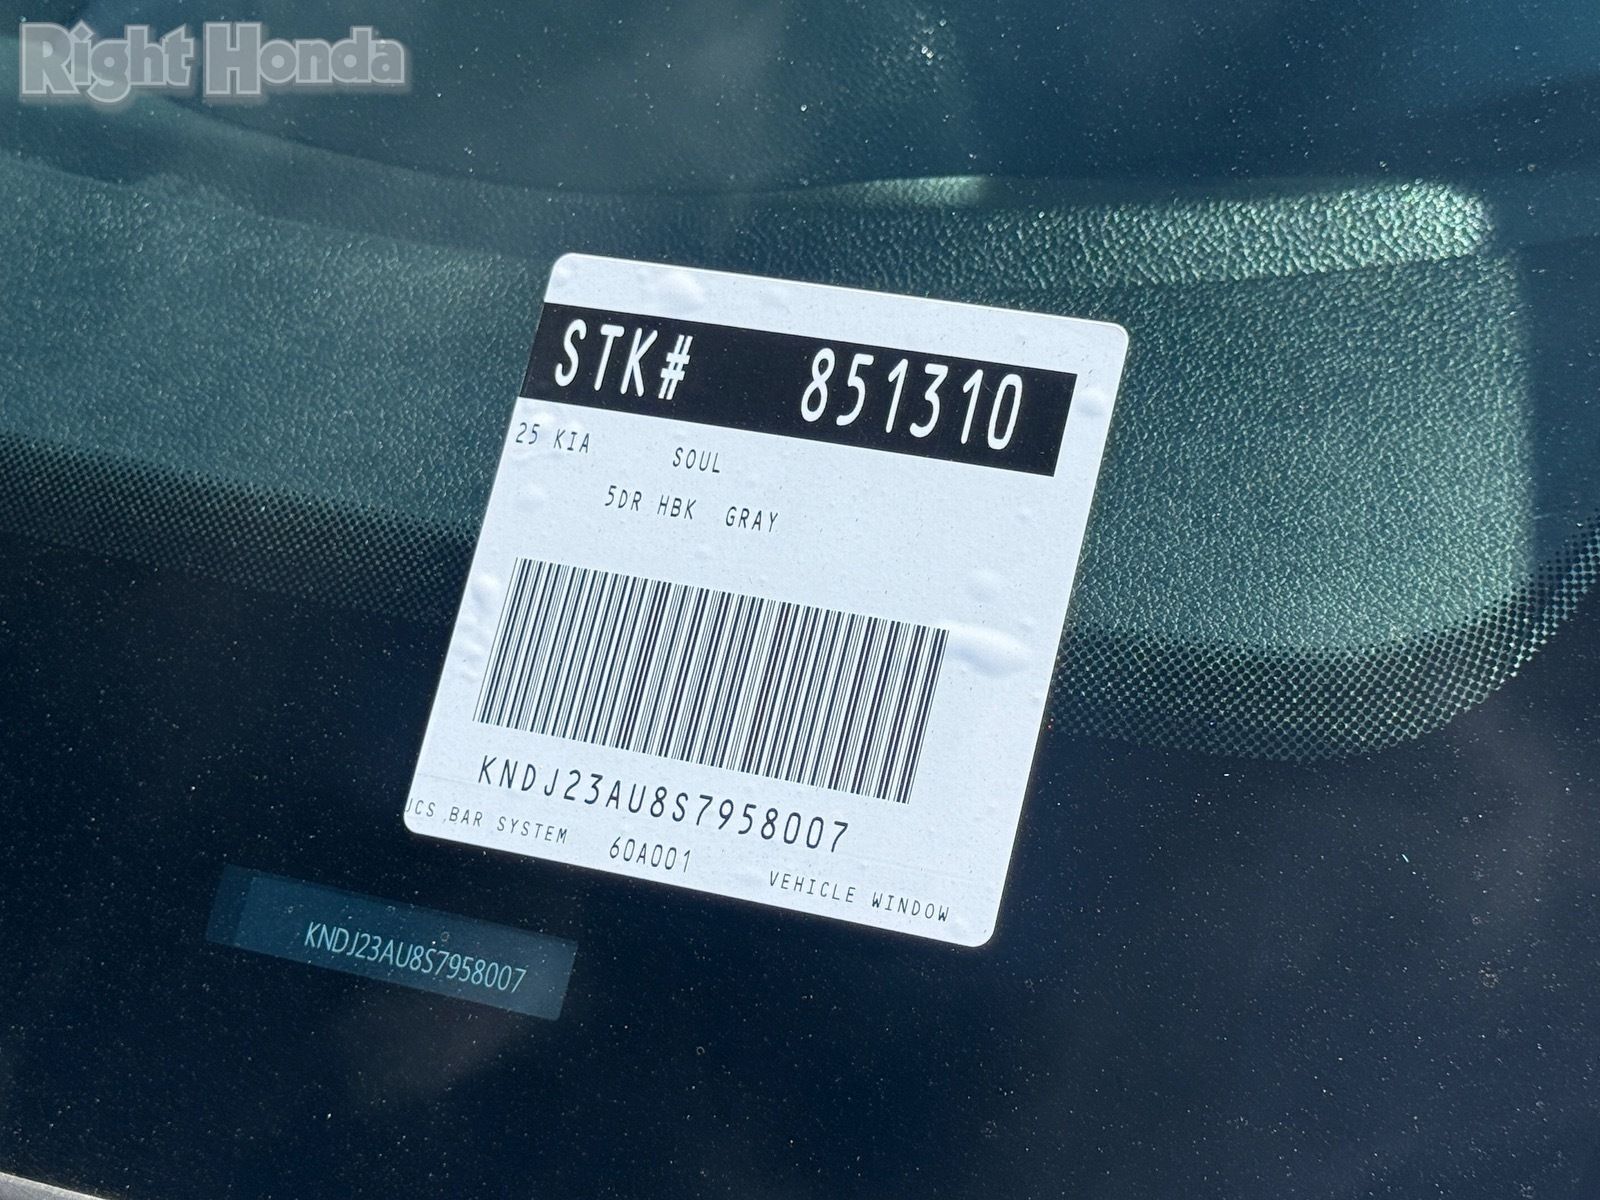 Right Honda
STK# 851310
25 KIA SOUL
5DR HBK GRAY
KNDJ23AU8S7958007
UCS BAR SYSTEM 60A001 VEHICLE WINDOW
KNDJ23AU8S7958007